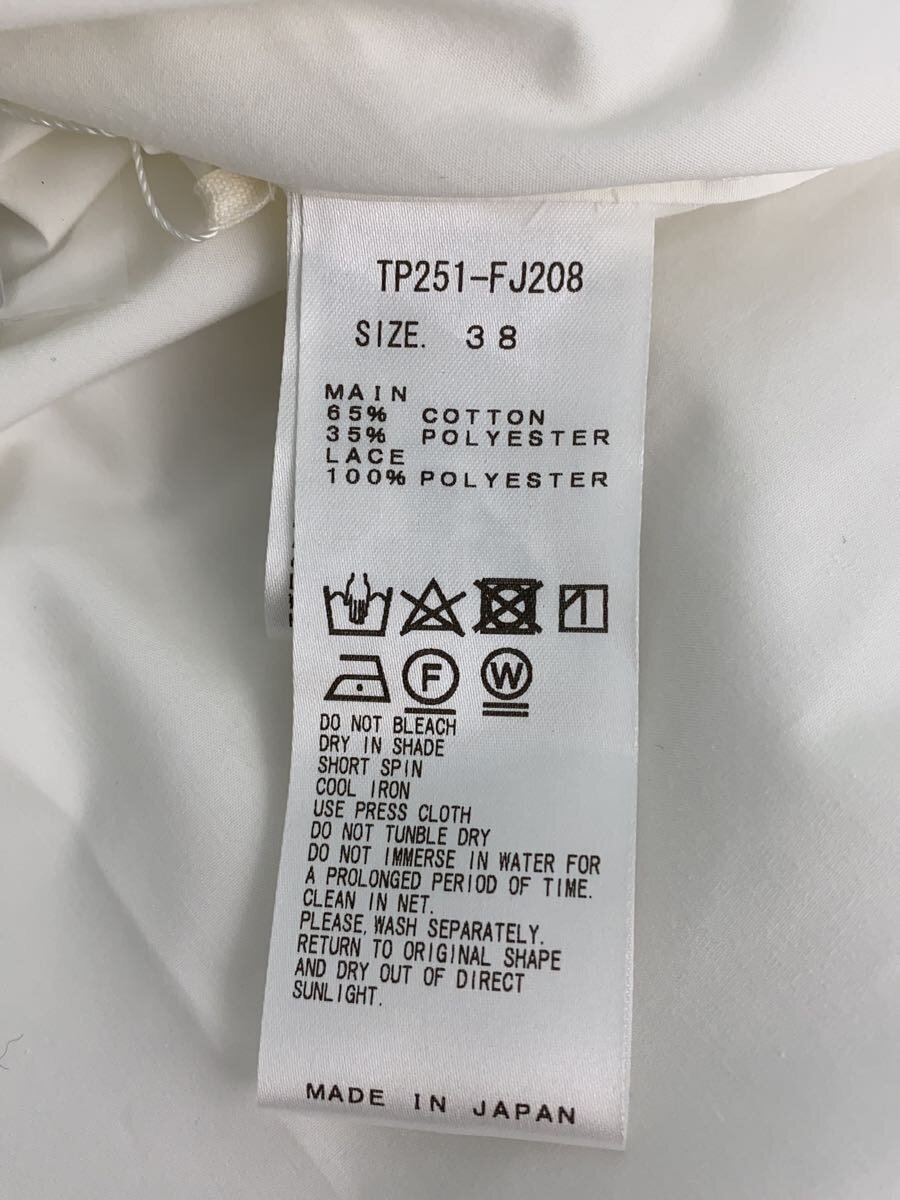 TP251-FJ208
SIZE. 38
MAIN
65% COTTON
35% POLYESTER
LACE
100% POLYESTER
F
W
DO NOT BLEACH
DRY IN SHADE
SHORT SPIN
COOL IRON
USE PRESS CLOTH
DO NOT TUNBLE DRY
DO NOT IMMERSE IN WATER FOR
A PROLONGED PERIOD OF TIME.
CLEAN IN NET.
PLEASE, WASH SEPARATELY.
RETURN TO ORIGINAL SHAPE
AND DRY OUT OF DIRECT
SUNLIGHT.
MADE IN JAPAN